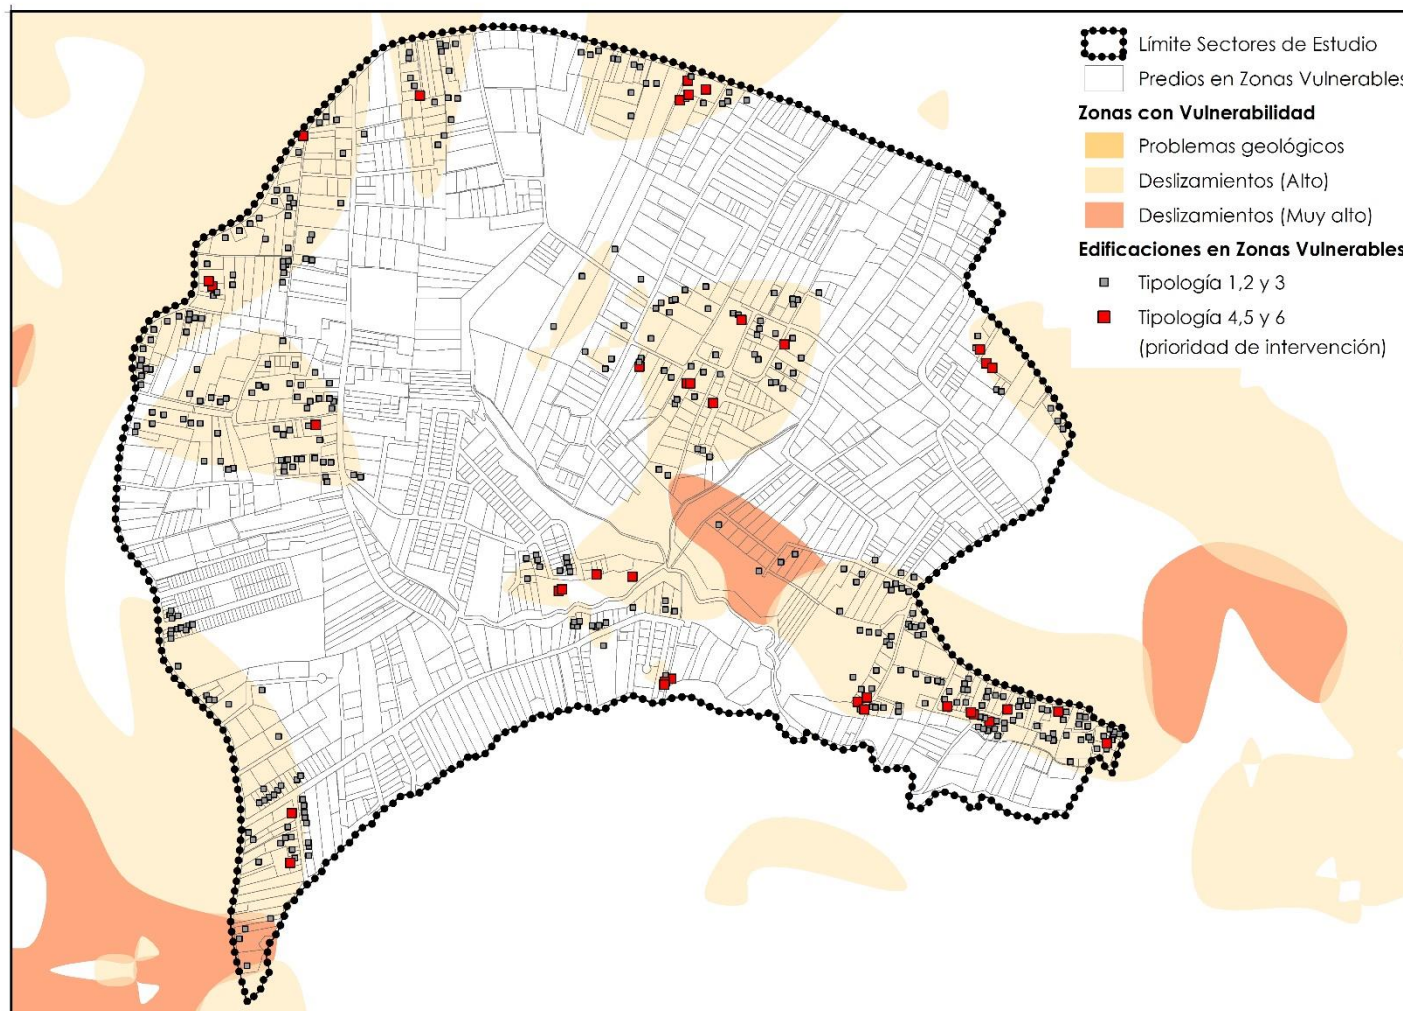 Límite Sectores de Estudio
Predios en Zonas Vulnerables
Zonas con Vulnerabilidad
Problemas geológicos
Deslizamientos (Alto)
Deslizamientos (Muy alto)
Edificaciones en Zonas Vulnerables
Tipología 1,2 y 3
Tipología 4,5 y 6
(prioridad de intervención)